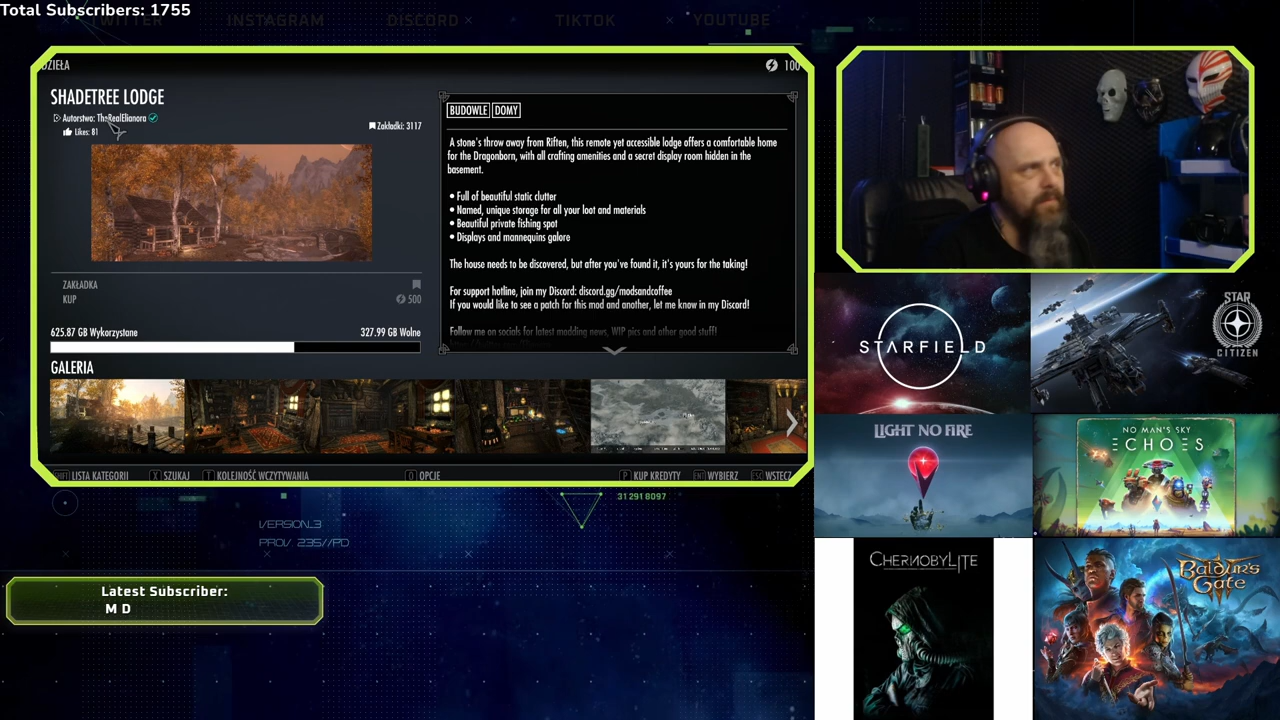 Total Subscribers: 1755
TWITTER
INSTAGRAM
DISCORD
TIKTOK
YOUTUBE
DZIEŁA
100
SHADETREE LODGE
Autorstwo: TheRealElianora
Likes: 81
Zakładki: 3117
ZAKŁADKA
KUP
500
625.87 GB Wykorzystane
327.99 GB Wolne
BUDOWLE DOMY
A stone's throw away from Riften, this remote yet accessible lodge offers a comfortable home
for the Dragonborn, with all crafting amenities and a secret display room hidden in the
basement.
• Full of beautiful static clutter
• Named, unique storage for all your loot and materials
• Beautiful private fishing spot
• Displays and mannequins galore
The house needs to be discovered, but after you've found it, it's yours for the taking!
For support hotline, join my Discord: discord.gg/modsandcoffee
If you would like to see a patch for this mod and another, let me know in my Discord!
Follow me on socials for latest modding news, WIP pics and other good stuff!
GALERIA
LISTA KATEGORII
X SZUKAJ
T KOLEJNOŚĆ WCZYTYWANIA
O OPCJE
P KUP KREDYTY
WYBIERZ
WSTECZ
312918097
VERSION_3
PROV. 235//PD
Latest Subscriber:
M D
STARFIELD
STAR
CITIZEN
LIGHT NO FIRE
NO MAN'S SKY
ECHOES
CHERNOBYLITE
Baldur's
Gate